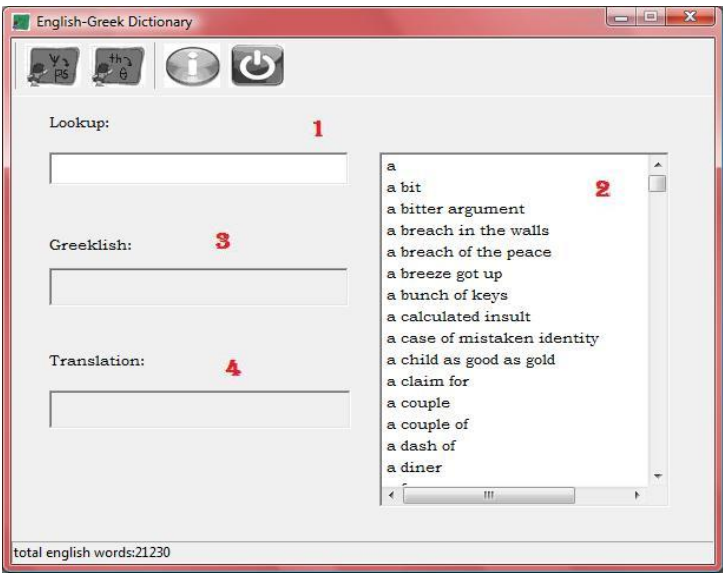 English-Greek Dictionary
Ψ
PS
th
θ
i
Lookup:
1
a
a bit
2
a bitter argument
a breach in the walls
a breach of the peace
a breeze got up
a bunch of keys
a calculated insult
a case of mistaken identity
a child as good as gold
a claim for
a couple
a couple of
a dash of
a diner
Greeklish:
3
Translation:
4
total english words:21230